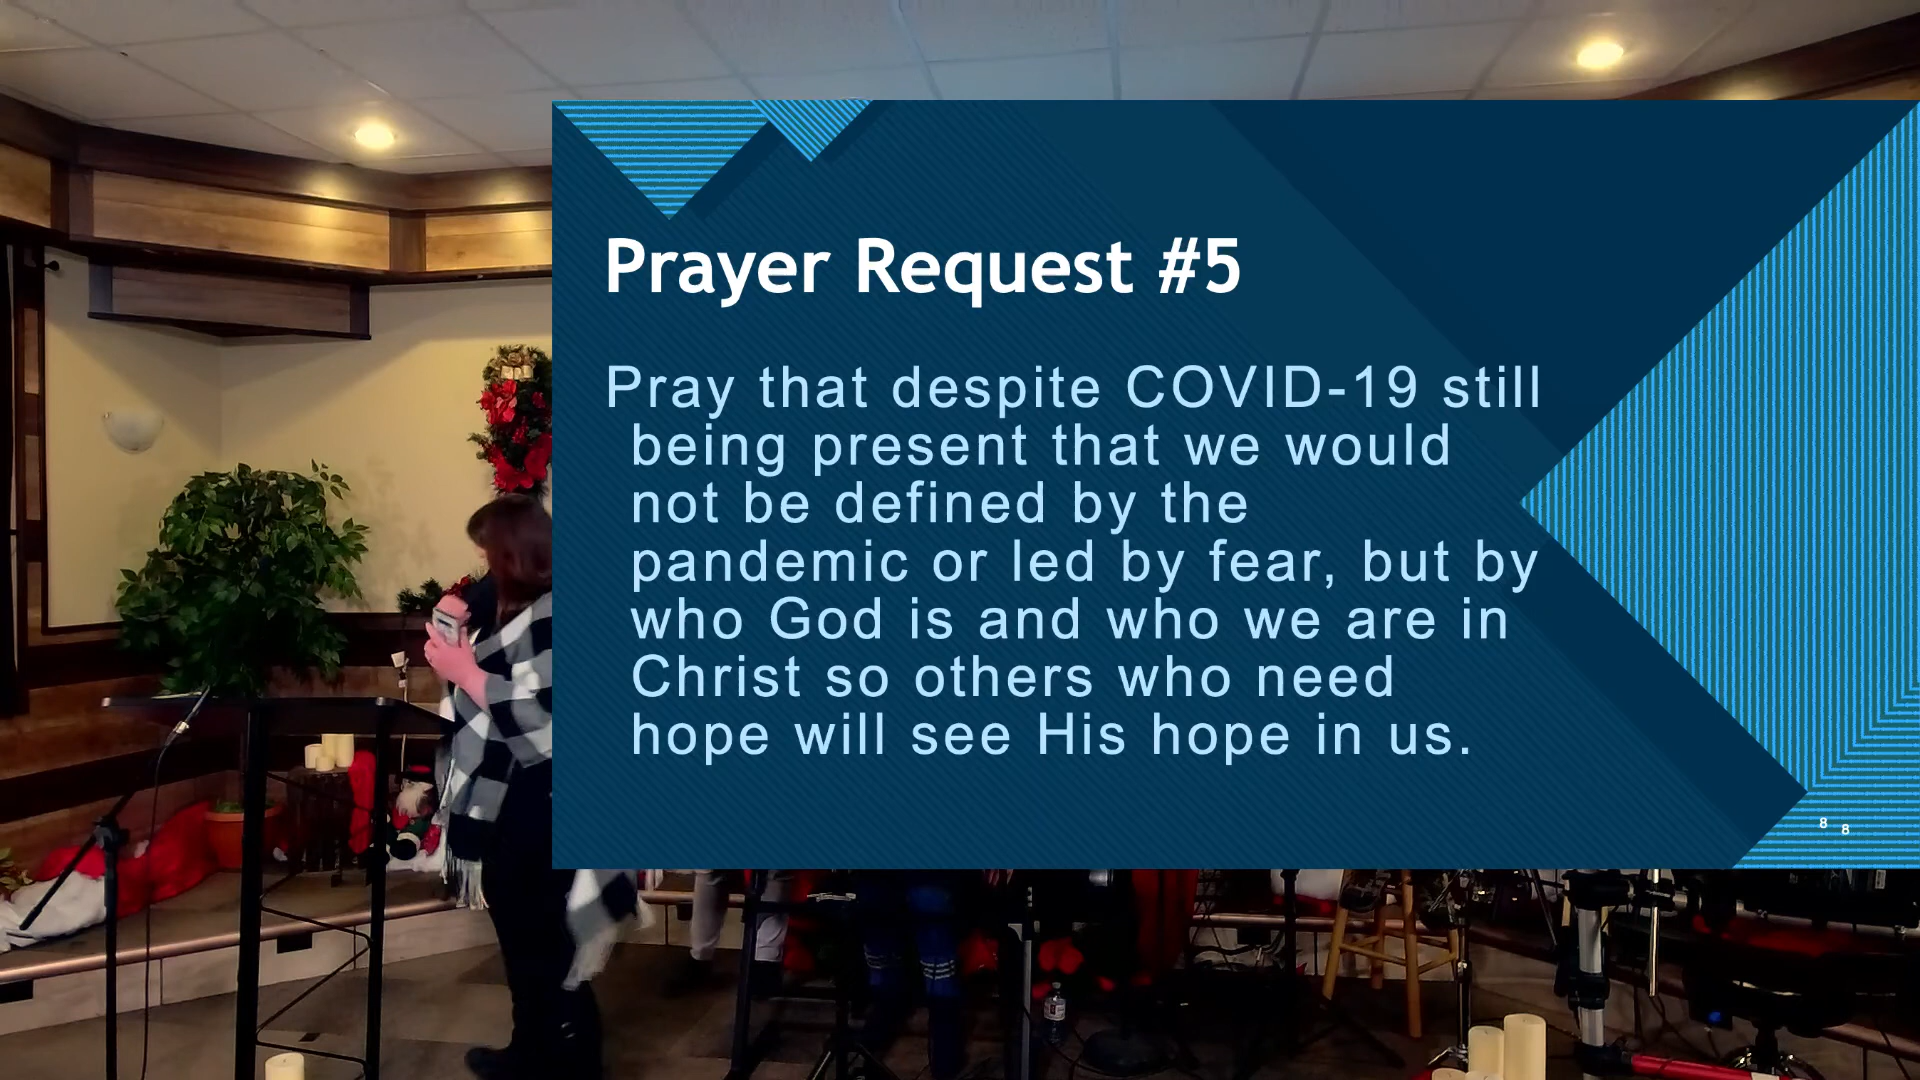 Prayer Request #5
Pray that despite COVID-19 still
being present that we would
not be defined by the
pandemic or led by fear, but by
who God is and who we are in
Christ so others who need
hope will see His hope in us.
8 8